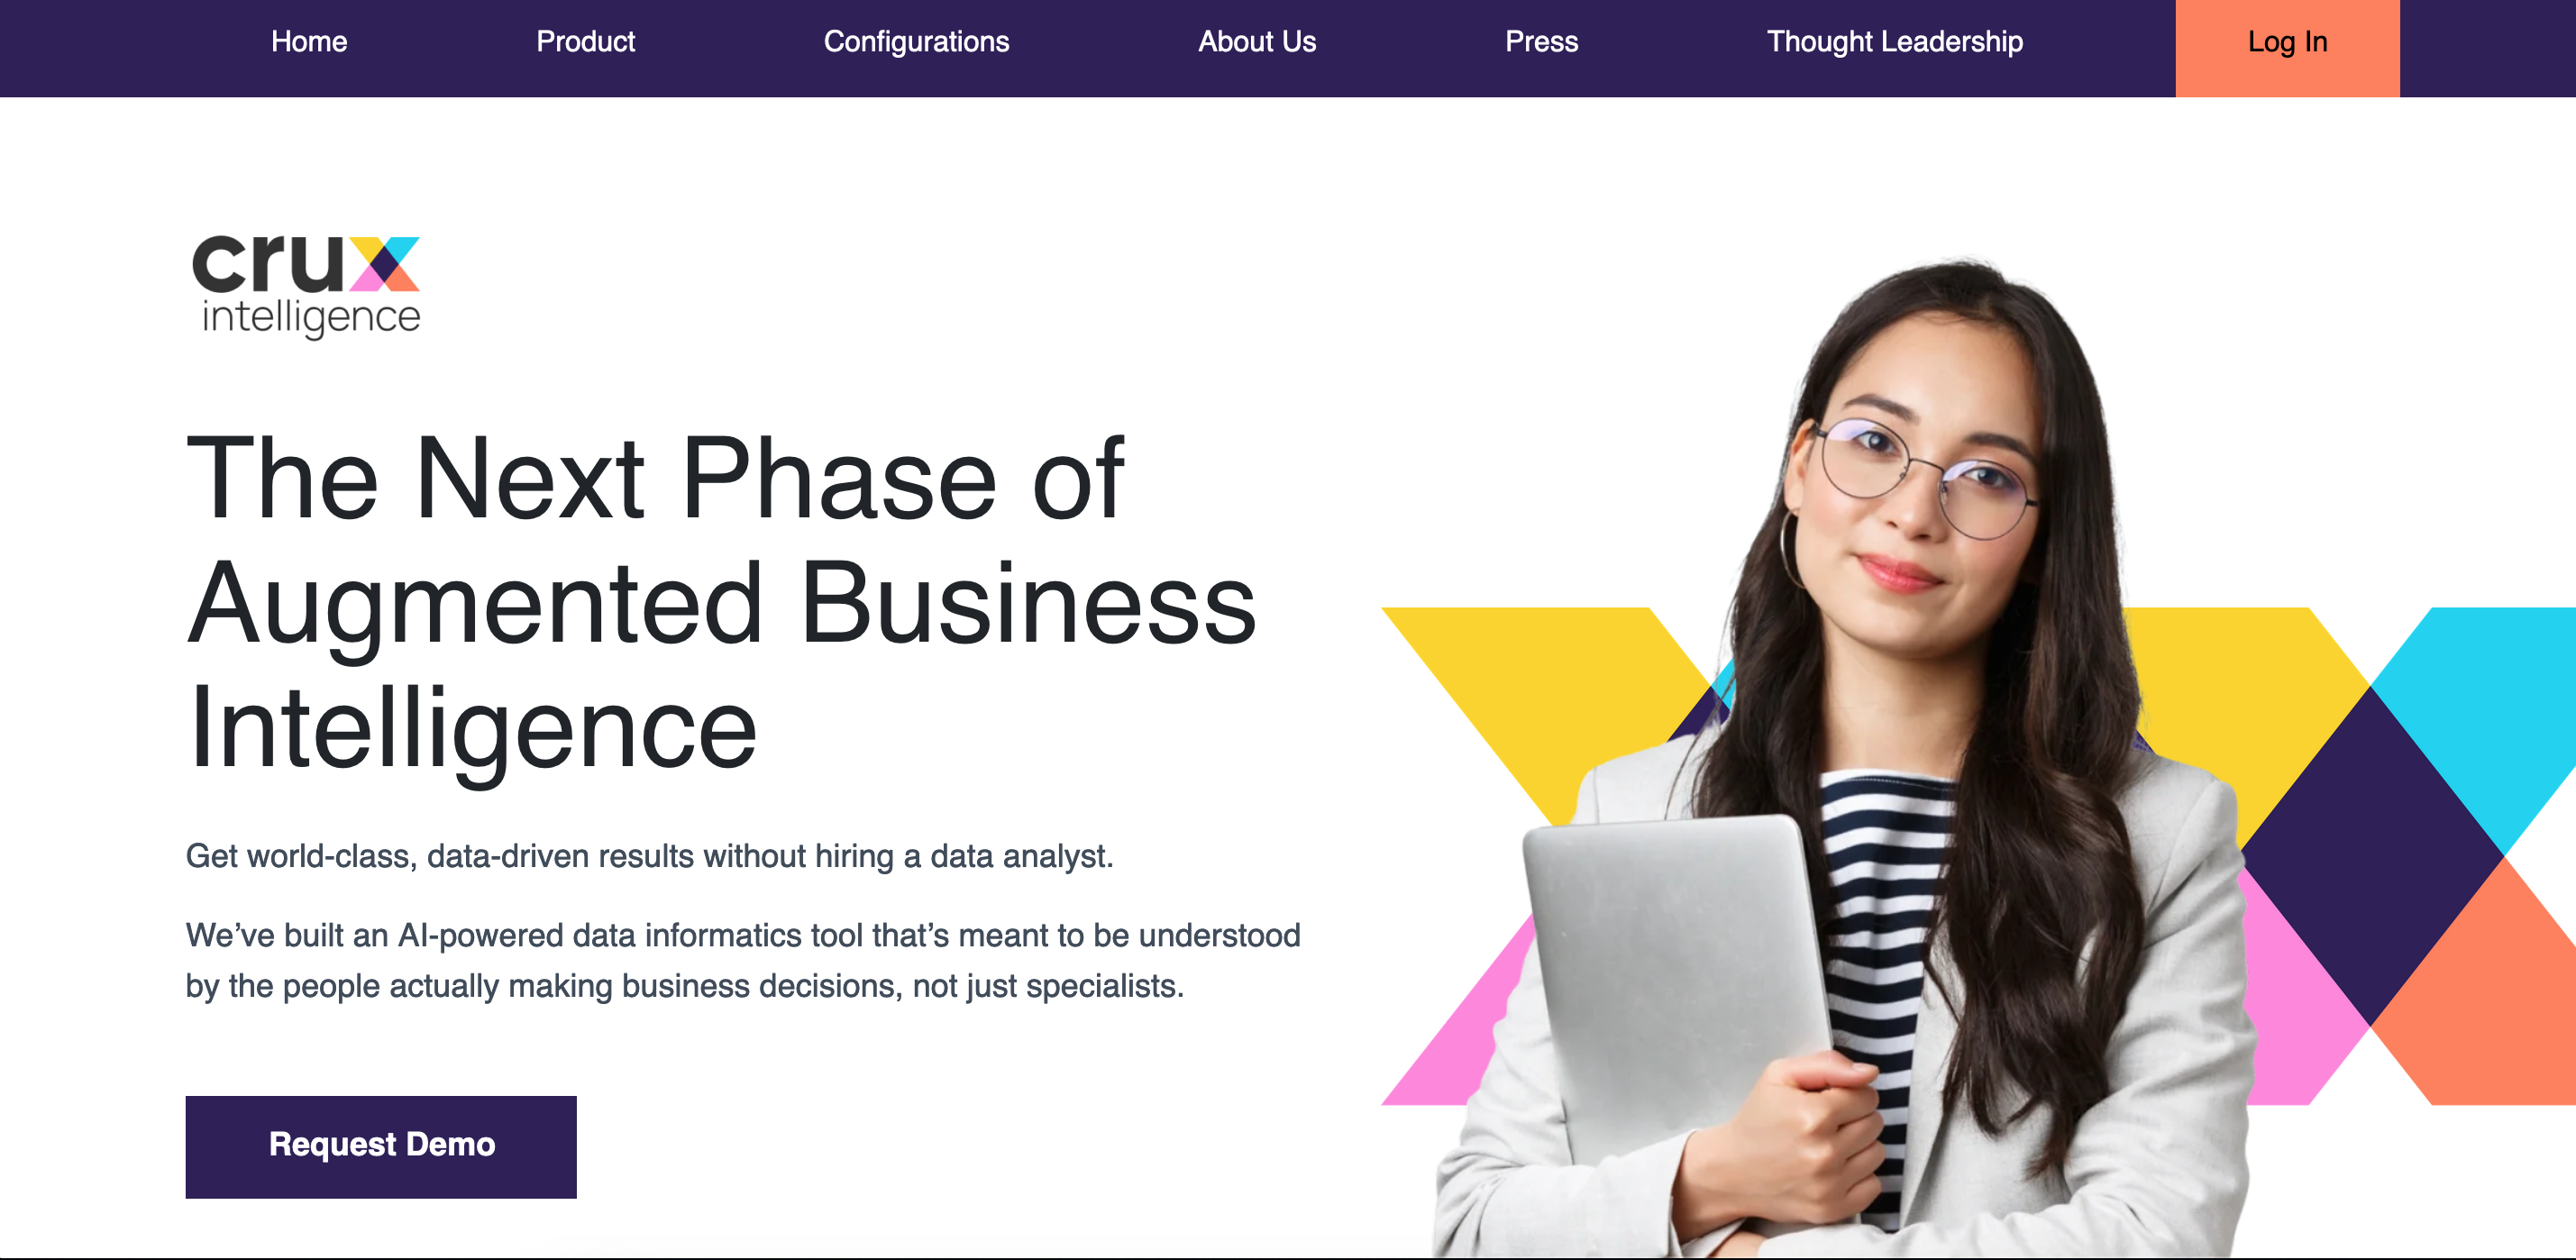 Home Product Configurations About Us Press Thought Leadership Log In
crux
intelligence
The Next Phase of
Augmented Business
Intelligence
Get world-class, data-driven results without hiring a data analyst.
We’ve built an AI-powered data informatics tool that’s meant to be understood
by the people actually making business decisions, not just specialists.
Request Demo